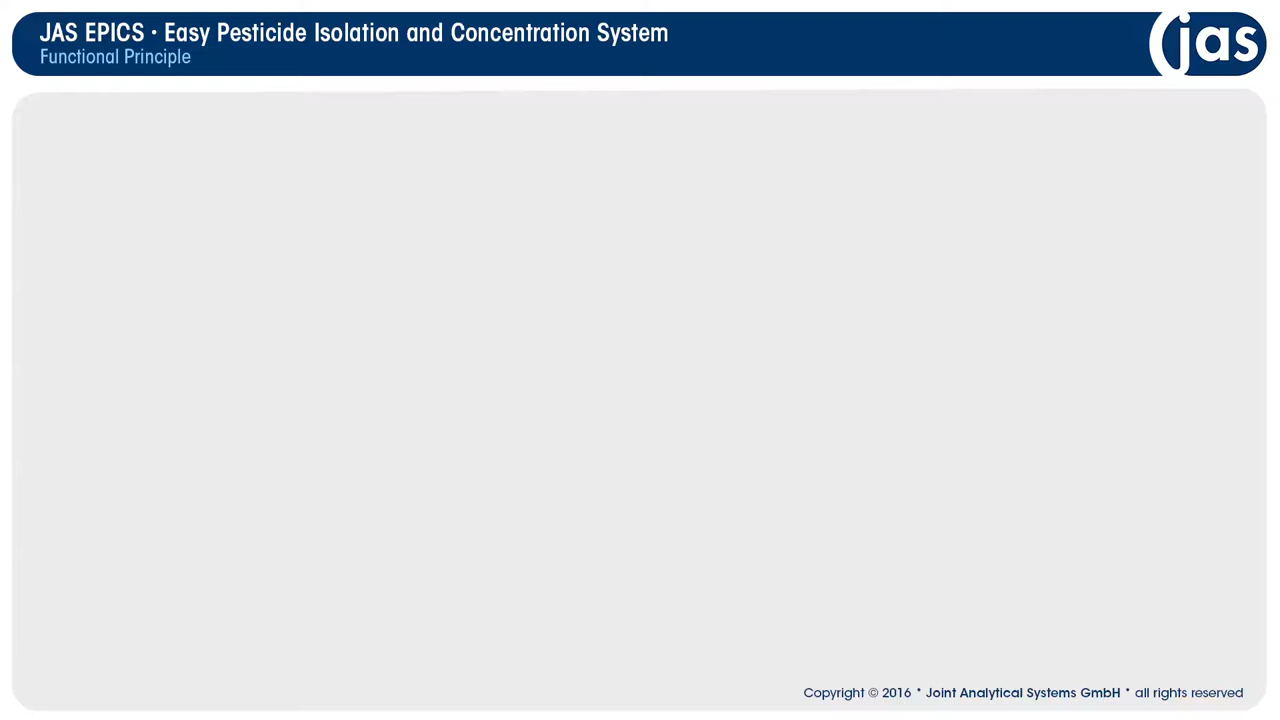 JAS EPICS · Easy Pesticide Isolation and Concentration System
Functional Principle
jas
Copyright © 2016 * Joint Analytical Systems GmbH * all rights reserved